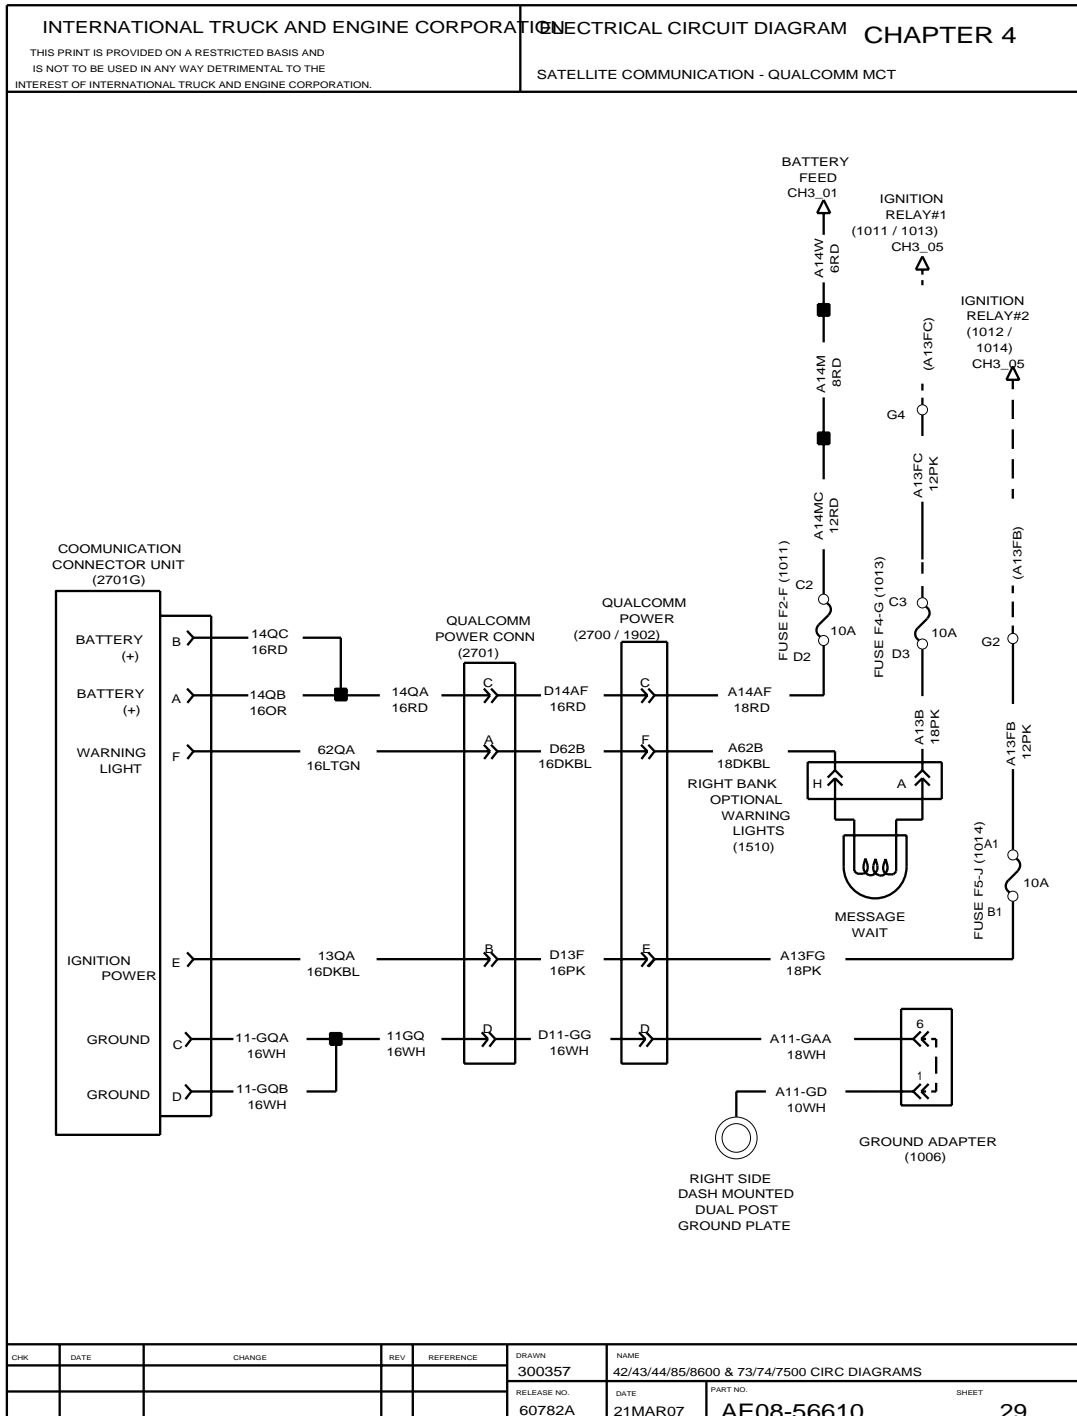 INTERNATIONAL TRUCK AND ENGINE CORPORATION
THIS PRINT IS PROVIDED ON A RESTRICTED BASIS AND
IS NOT TO BE USED IN ANY WAY DETRIMENTAL TO THE
INTEREST OF INTERNATIONAL TRUCK AND ENGINE CORPORATION.
ELECTRICAL CIRCUIT DIAGRAM
CHAPTER 4
SATELLITE COMMUNICATION - QUALCOMM MCT
BATTERY
FEED
CH3_01
IGNITION
RELAY#1
(1011 / 1013)
CH3_05
IGNITION
RELAY#2
(1012 /
1014)
CH3_05
A14W
6RD
A14M
8RD
A14MC
12RD
(A13FC)
G4
A13FC
12PK
(A13FB)
G2
A13FB
12PK
FUSE F2-F (1011)
C2
10A
D2
FUSE F4-G (1013)
C3
10A
D3
A13B
18PK
FUSE F5-J (1014)
A1
10A
B1
COOMUNICATION
CONNECTOR UNIT
(2701G)
QUALCOMM
POWER CONN
(2701)
QUALCOMM
POWER
(2700 / 1902)
BATTERY
(+)
B
14QC
16RD
BATTERY
(+)
A
14QB
16OR
14QA
16RD
C
D14AF
16RD
C
A14AF
18RD
WARNING
LIGHT
F
62QA
16LTGN
A
D62B
16DKBL
F
A62B
18DKBL
RIGHT BANK
OPTIONAL
WARNING
LIGHTS
(1510)
H
A
MESSAGE
WAIT
IGNITION
POWER
E
13QA
16DKBL
B
D13F
16PK
E
A13FG
18PK
GROUND
C
11-GQA
16WH
11GQ
16WH
D
D11-GG
16WH
D
A11-GAA
18WH
6
GROUND
D
11-GQB
16WH
A11-GD
10WH
1
GROUND ADAPTER
(1006)
RIGHT SIDE
DASH MOUNTED
DUAL POST
GROUND PLATE
CHK
DATE
CHANGE
REV
REFERENCE
DRAWN
300357
NAME
42/43/44/85/8600 & 73/74/7500 CIRC DIAGRAMS
RELEASE NO.
60782A
DATE
21MAR07
PART NO.
AE08-56610
SHEET
29